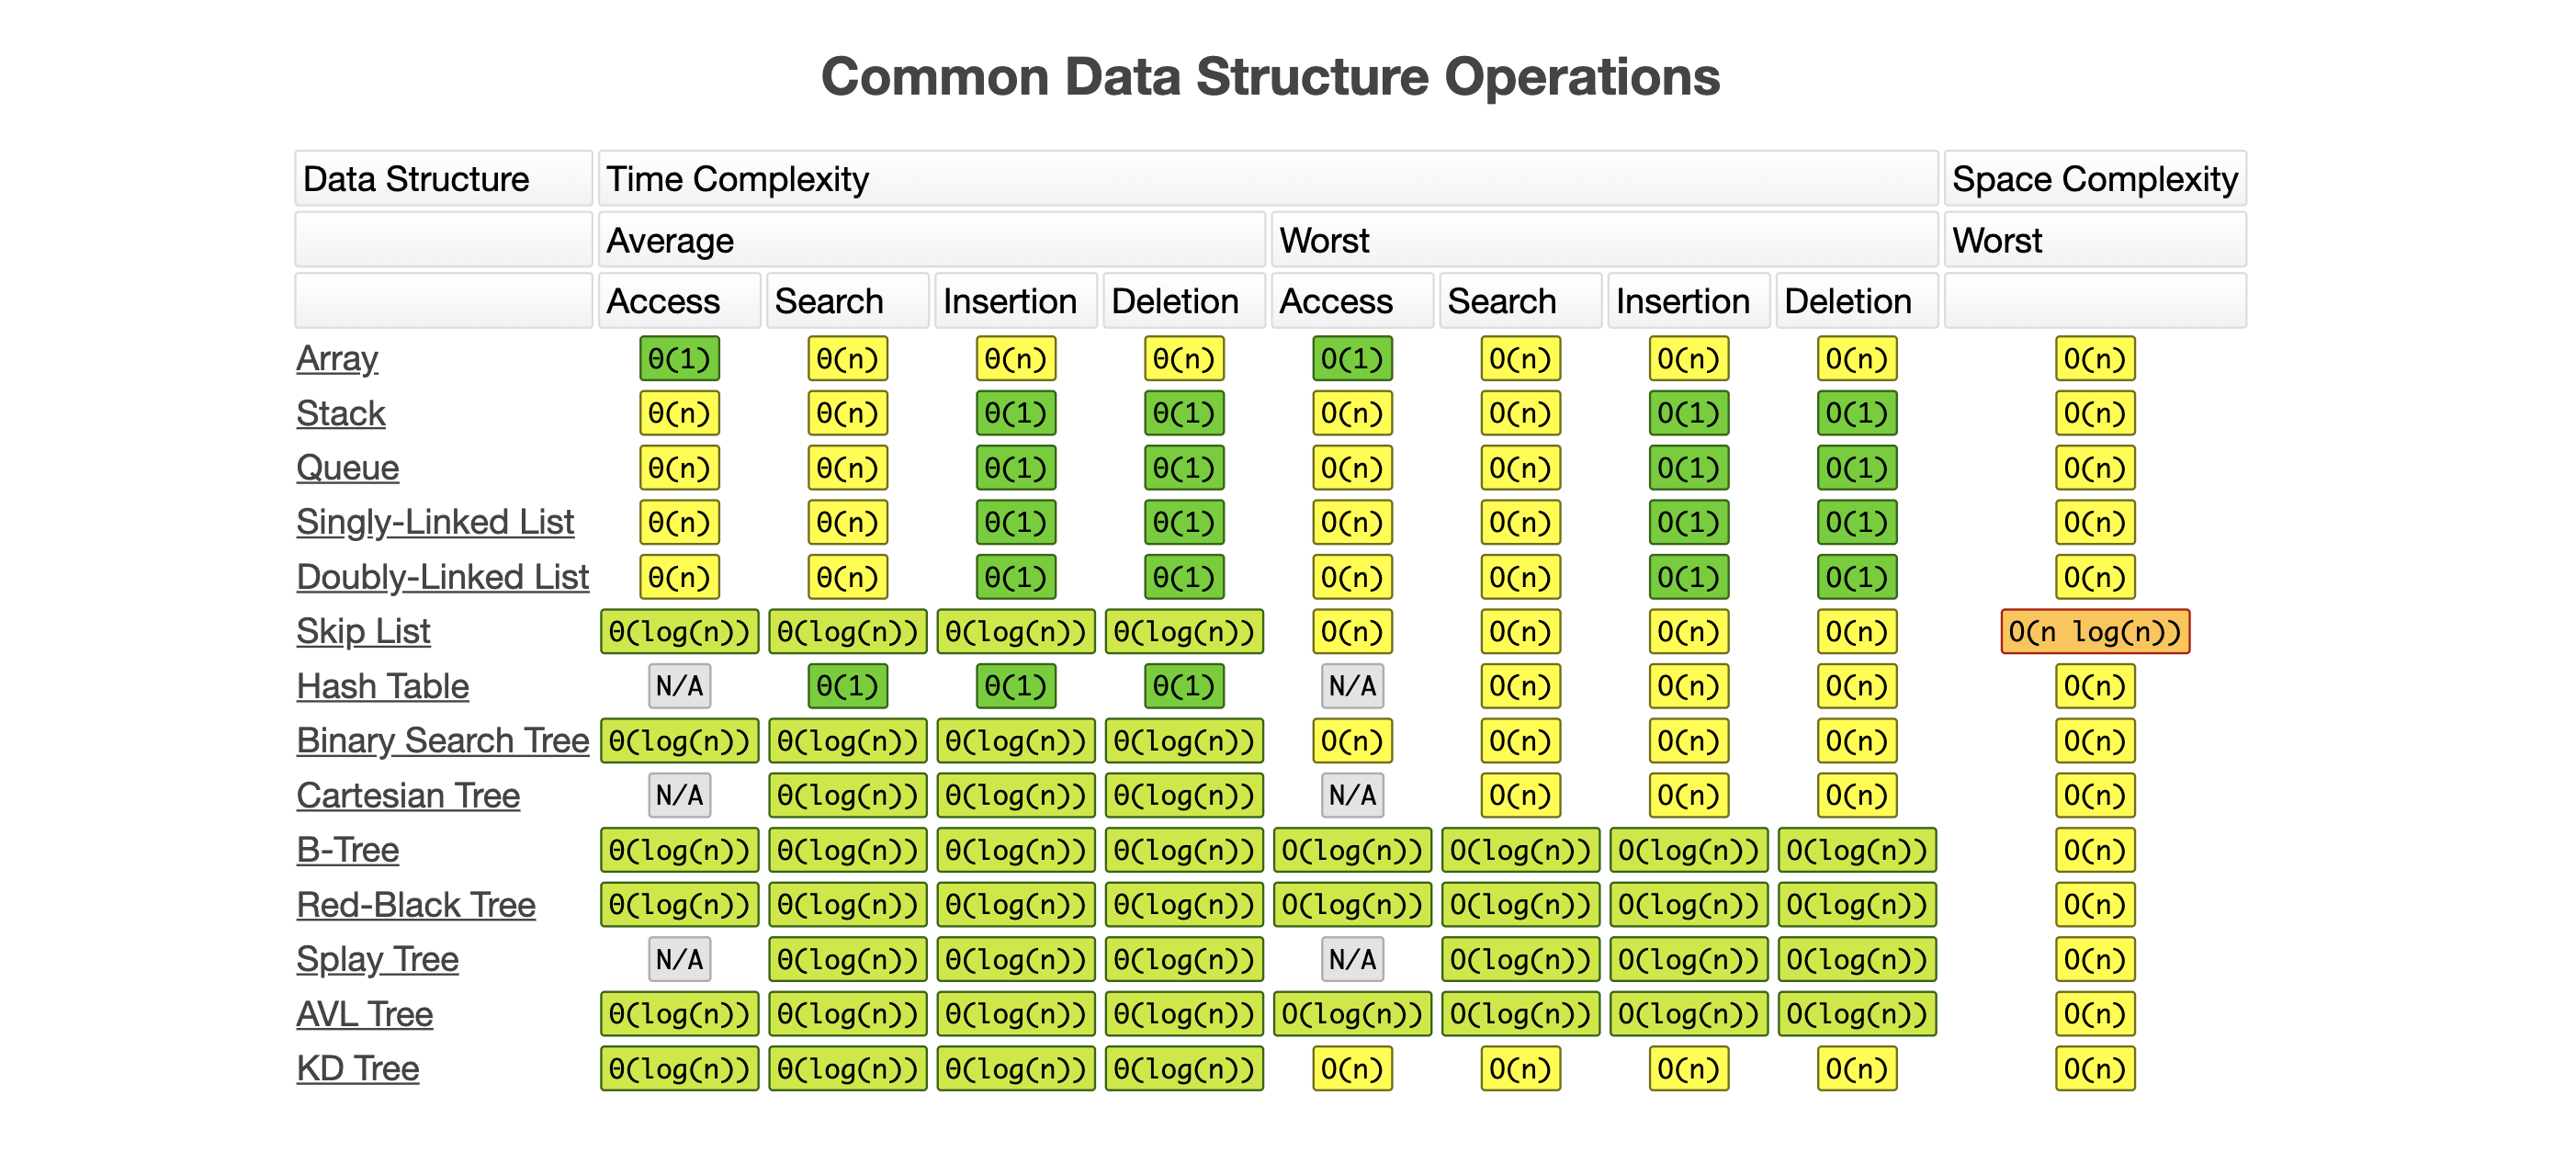 Common Data Structure Operations
Data Structure Time Complexity Space Complexity
Average Worst Worst
Access Search Insertion Deletion Access Search Insertion Deletion
Array Θ(1) Θ(n) Θ(n) Θ(n) O(1) O(n) O(n) O(n) O(n)
Stack Θ(n) Θ(n) Θ(1) Θ(1) O(n) O(n) O(1) O(1) O(n)
Queue Θ(n) Θ(n) Θ(1) Θ(1) O(n) O(n) O(1) O(1) O(n)
Singly-Linked List Θ(n) Θ(n) Θ(1) Θ(1) O(n) O(n) O(1) O(1) O(n)
Doubly-Linked List Θ(n) Θ(n) Θ(1) Θ(1) O(n) O(n) O(1) O(1) O(n)
Skip List Θ(log(n)) Θ(log(n)) Θ(log(n)) Θ(log(n)) O(n) O(n) O(n) O(n) O(n log(n))
Hash Table N/A Θ(1) Θ(1) Θ(1) N/A O(n) O(n) O(n) O(n)
Binary Search Tree Θ(log(n)) Θ(log(n)) Θ(log(n)) Θ(log(n)) O(n) O(n) O(n) O(n) O(n)
Cartesian Tree N/A Θ(log(n)) Θ(log(n)) Θ(log(n)) N/A O(n) O(n) O(n) O(n)
B-Tree Θ(log(n)) Θ(log(n)) Θ(log(n)) Θ(log(n)) O(log(n)) O(log(n)) O(log(n)) O(log(n)) O(n)
Red-Black Tree Θ(log(n)) Θ(log(n)) Θ(log(n)) Θ(log(n)) O(log(n)) O(log(n)) O(log(n)) O(log(n)) O(n)
Splay Tree N/A Θ(log(n)) Θ(log(n)) Θ(log(n)) N/A O(log(n)) O(log(n)) O(log(n)) O(n)
AVL Tree Θ(log(n)) Θ(log(n)) Θ(log(n)) Θ(log(n)) O(log(n)) O(log(n)) O(log(n)) O(log(n)) O(n)
KD Tree Θ(log(n)) Θ(log(n)) Θ(log(n)) Θ(log(n)) O(n) O(n) O(n) O(n) O(n)